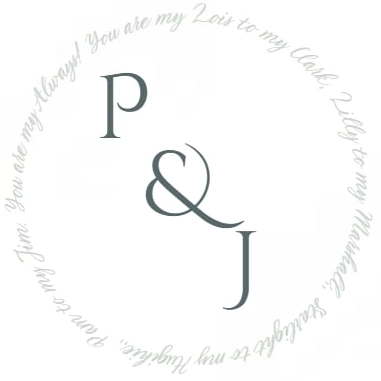 P
&
J
You are my Lois to my Clark, Lilly to my Marshall, Starlight to my Hughie, Pam to my Jim. You are my Always!